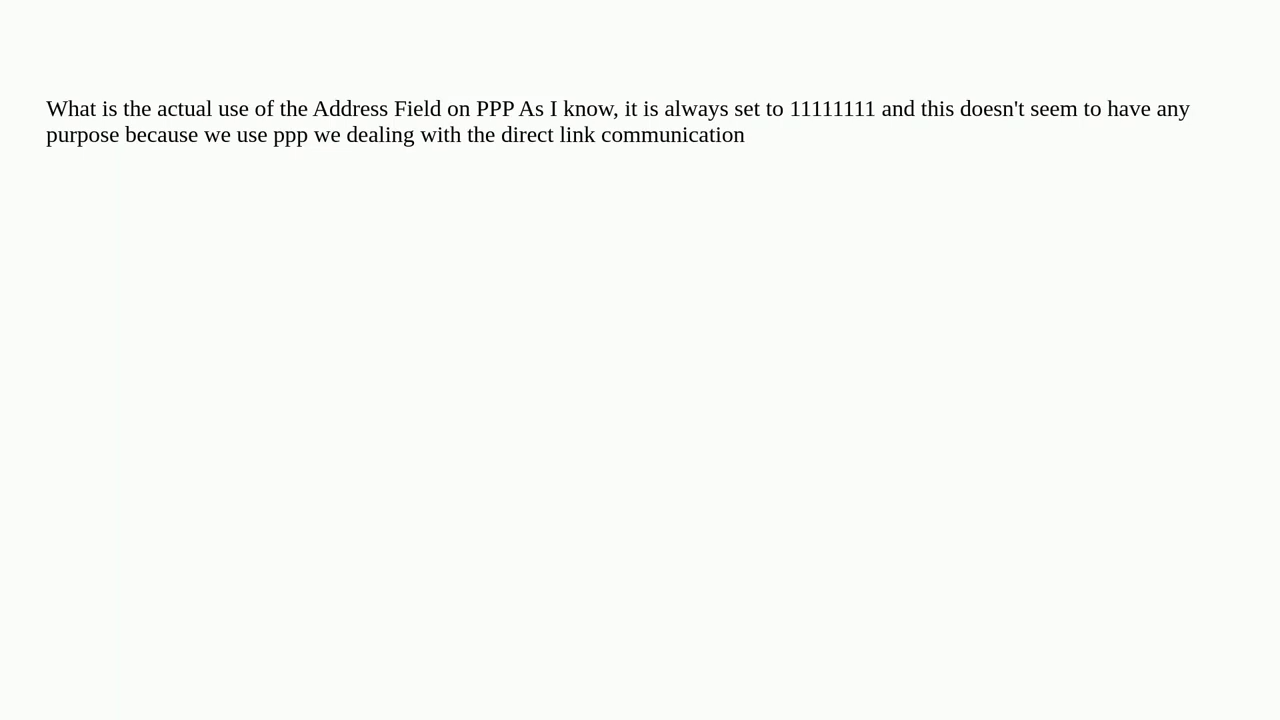 What is the actual use of the Address Field on PPP As I know, it is always set to 11111111 and this doesn't seem to have any
purpose because we use ppp we dealing with the direct link communication